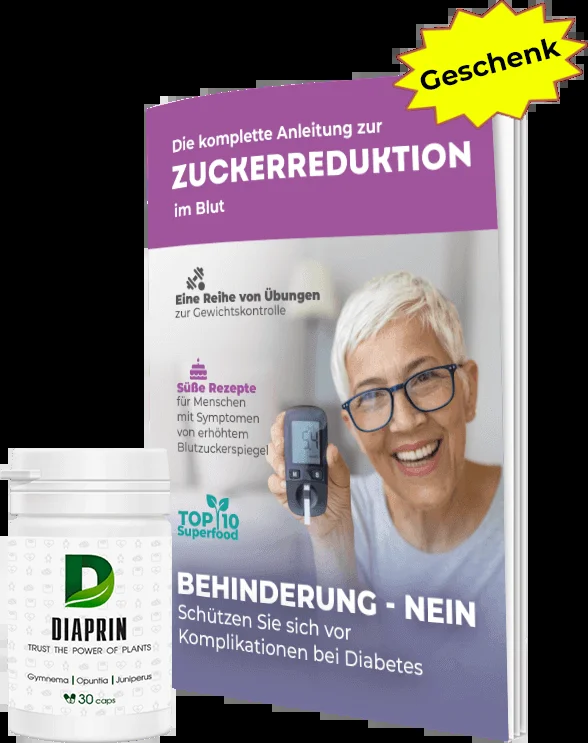 Geschenk
Die komplette Anleitung zur
ZUCKERREDUKTION
im Blut
Eine Reihe von Übungen
zur Gewichtskontrolle
Süße Rezepte
für Menschen
mit Symptomen
von erhöhtem
Blutzuckerspiegel
TOP 10
Superfood
BEHINDERUNG - NEIN
Schützen Sie sich vor
Komplikationen bei Diabetes
D
DIAPRIN
TRUST THE POWER OF PLANTS
Gymnema | Opuntia | Juniperus
30 caps